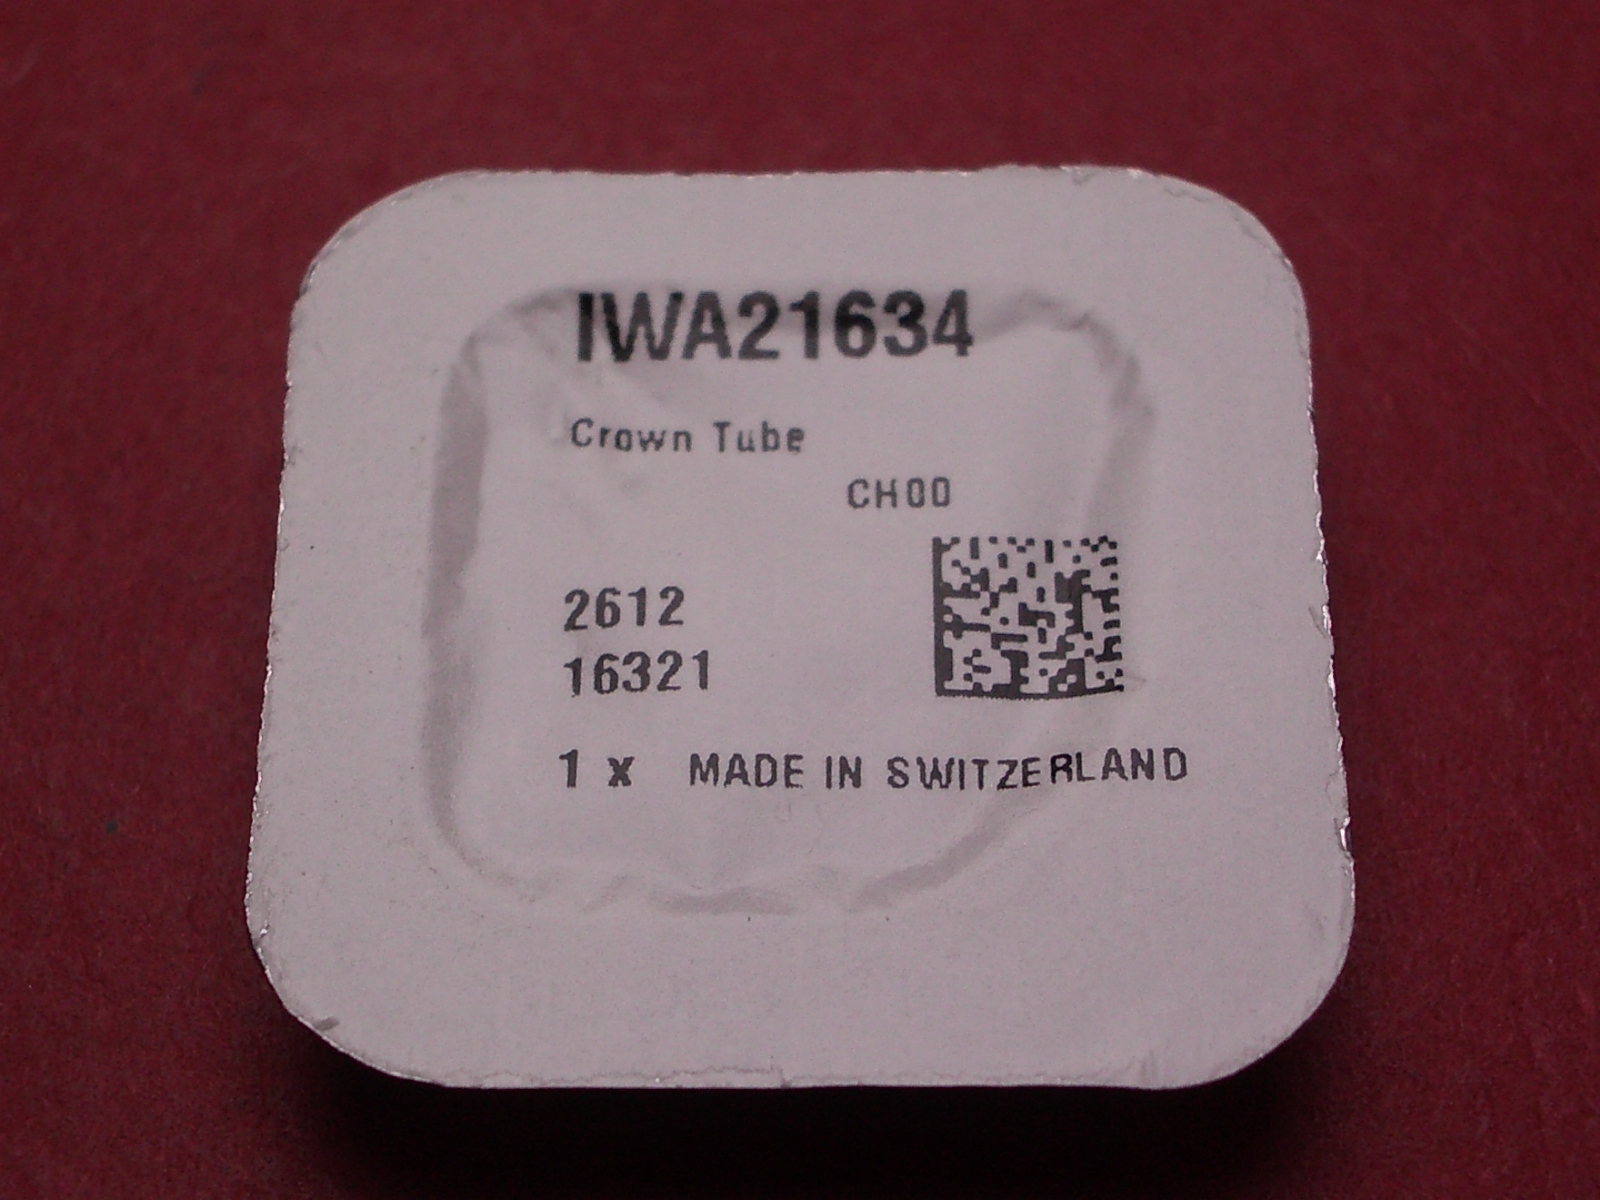 IWA21634
Crown Tube
CH00
2612
16321
1 x MADE IN SWITZERLAND